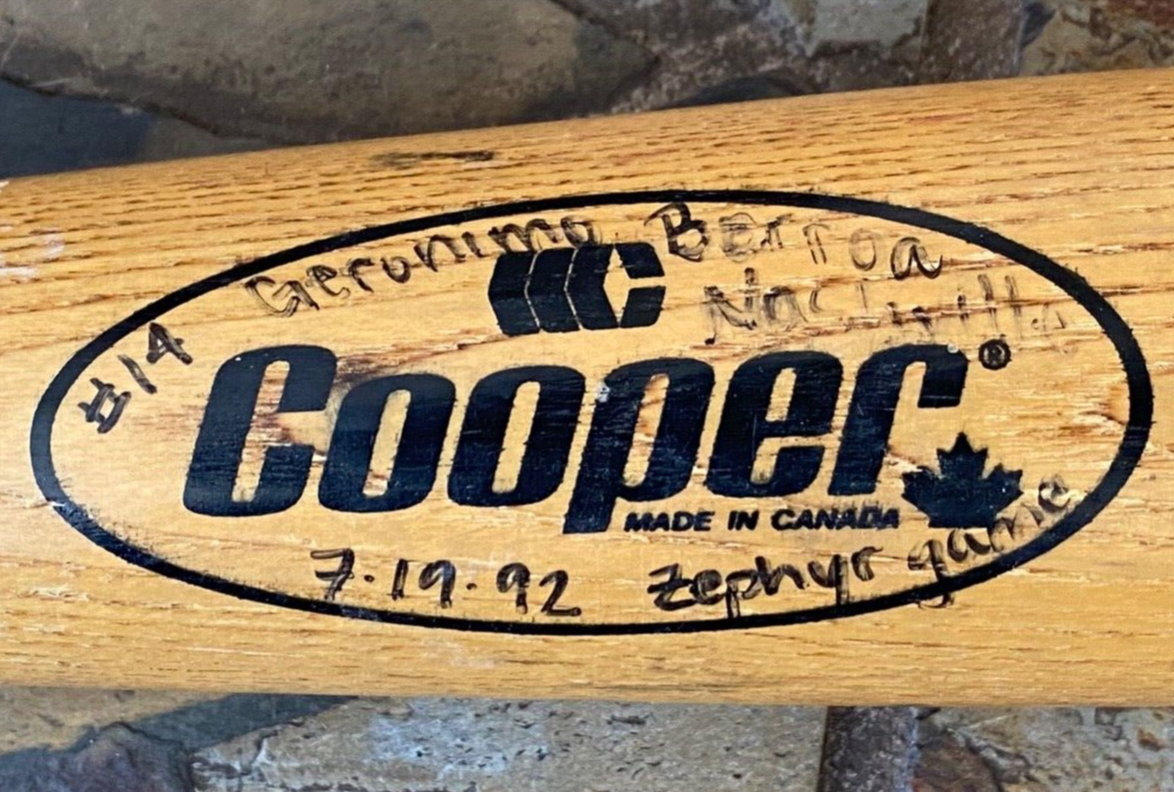 #14 Geronimo Berroa
Nashville
Cooper®
MADE IN CANADA
7.19.92 Zephyr game